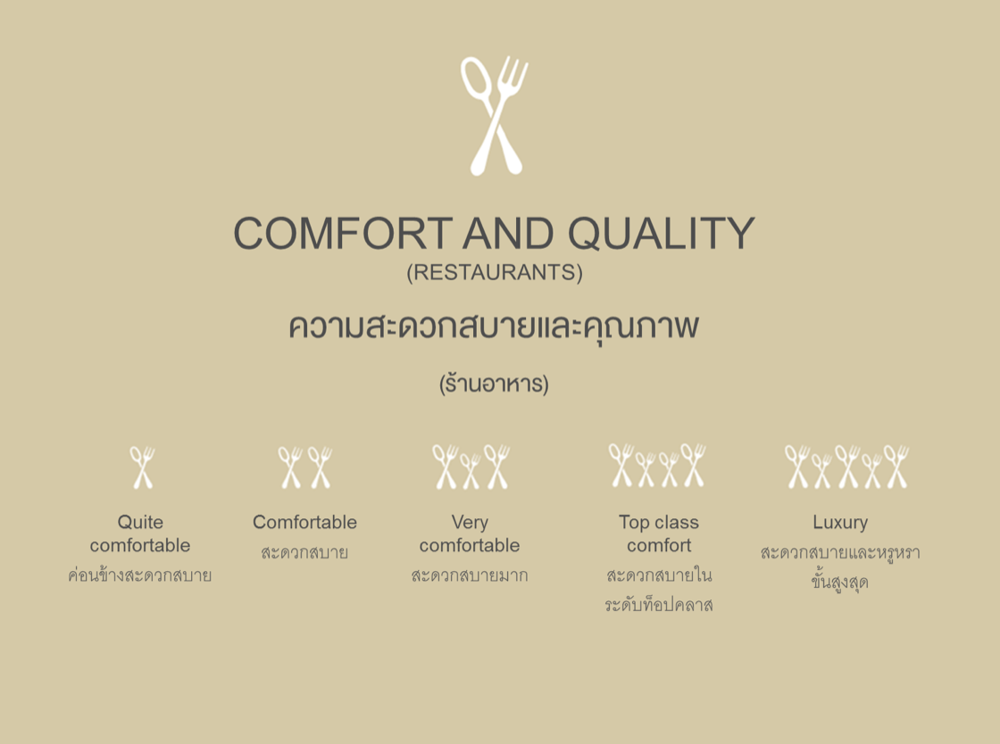 COMFORT AND QUALITY
(RESTAURANTS)
ความสะดวกสบายและคุณภาพ
(ร้านอาหาร)
Quite
comfortable
ค่อนข้างสะดวกสบาย
Comfortable
สะดวกสบาย
Very
comfortable
สะดวกสบายมาก
Top class
comfort
สะดวกสบายใน
ระดับท็อปคลาส
Luxury
สะดวกสบายและหรูหรา
ขั้นสูงสุด